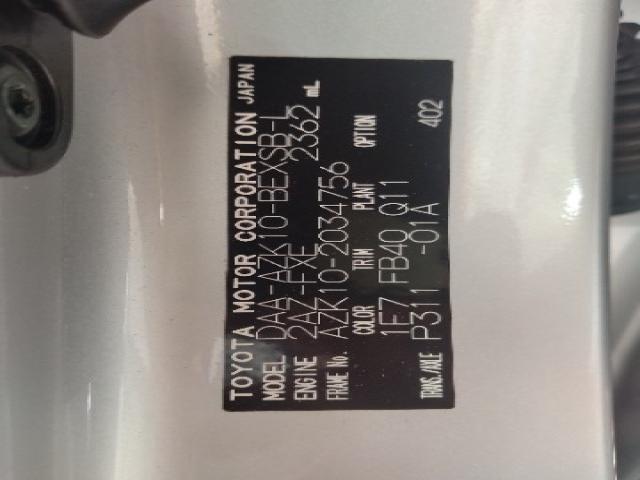 TOYOTA MOTOR CORPORATION JAPAN
MODEL DAA-AZK10-BEXSB-L
ENGINE 2AZ-FXE 2362 mL
FRAME No. AZK10-2034756
COLOR TRIM PLANT OPTION
1F7 FB40 Q11
TRANS./AXLE P311 -01A 402